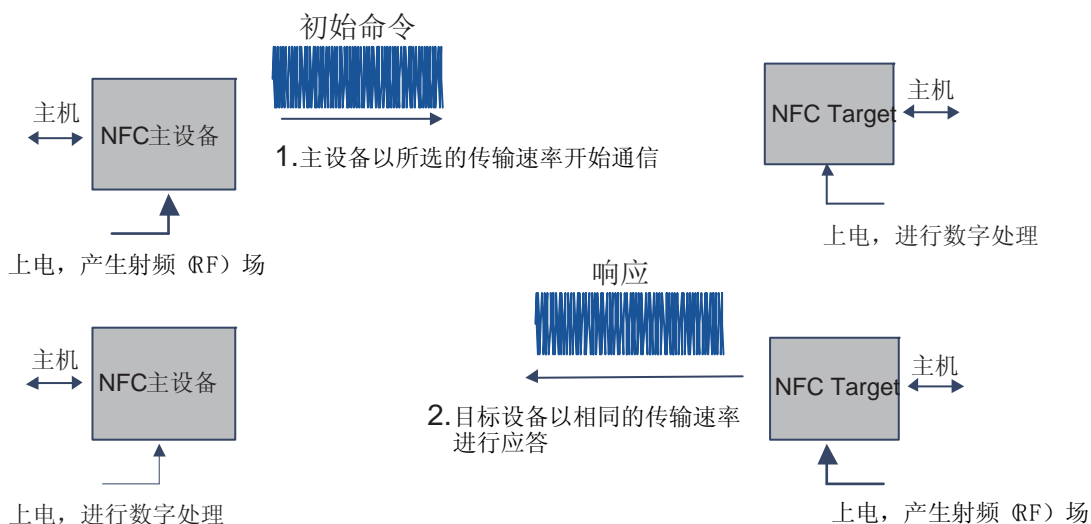 初始命令
主机
NFC主设备
1.主设备以所选的传输速率开始通信
NFC Target
主机
上电，产生射频（RF）场
上电，进行数字处理
响应
主机
NFC主设备
NFC Target
主机
2.目标设备以相同的传输速率
进行应答
上电，进行数字处理
上电，产生射频（RF）场